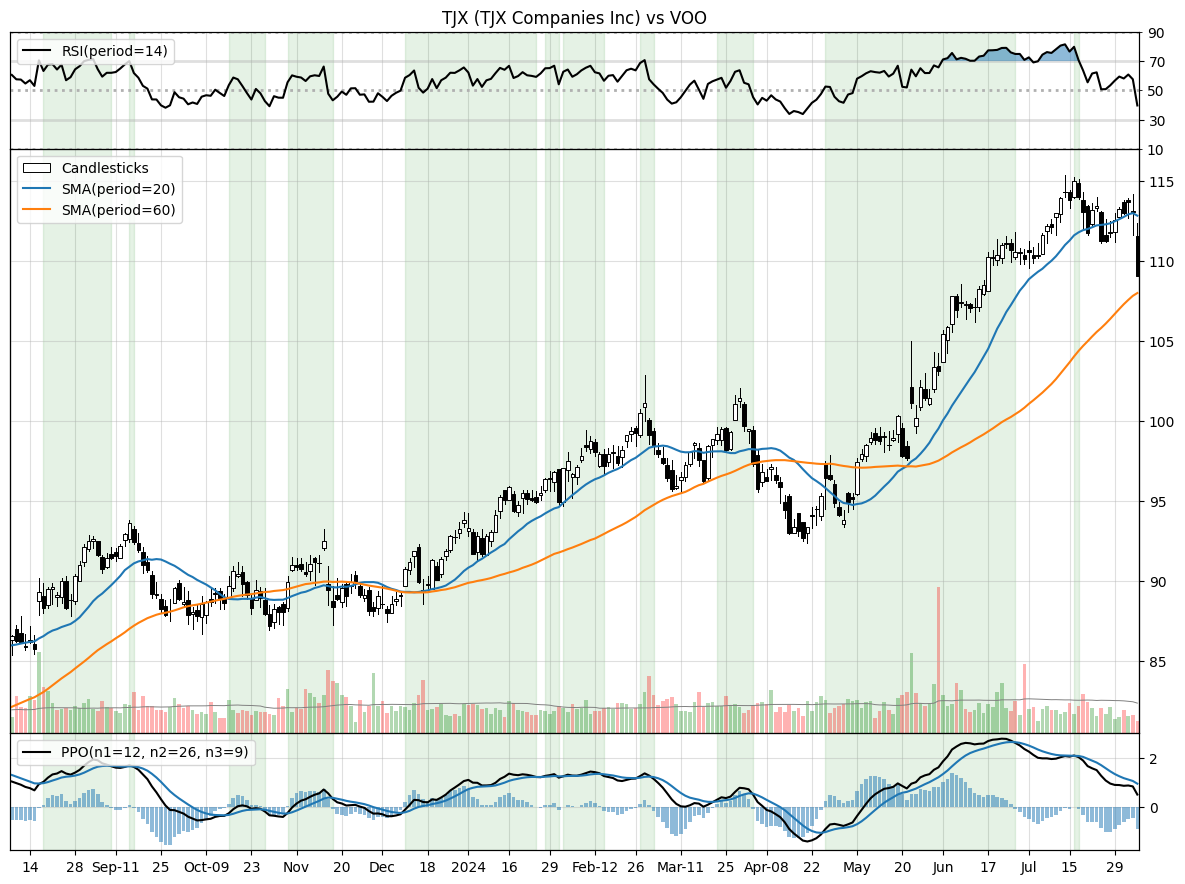 TJX (TJX Companies Inc) vs VOO
RSI(period=14)
90
70
50
30
10
Candlesticks
SMA(period=20)
SMA(period=60)
115
110
105
100
95
90
85
PPO(n1=12, n2=26, n3=9)
2
0
14 28 Sep-11 25 Oct-09 23 Nov 20 Dec 18 2024 16 29 Feb-12 26 Mar-11 25 Apr-08 22 May 20 Jun 17 Jul 15 29